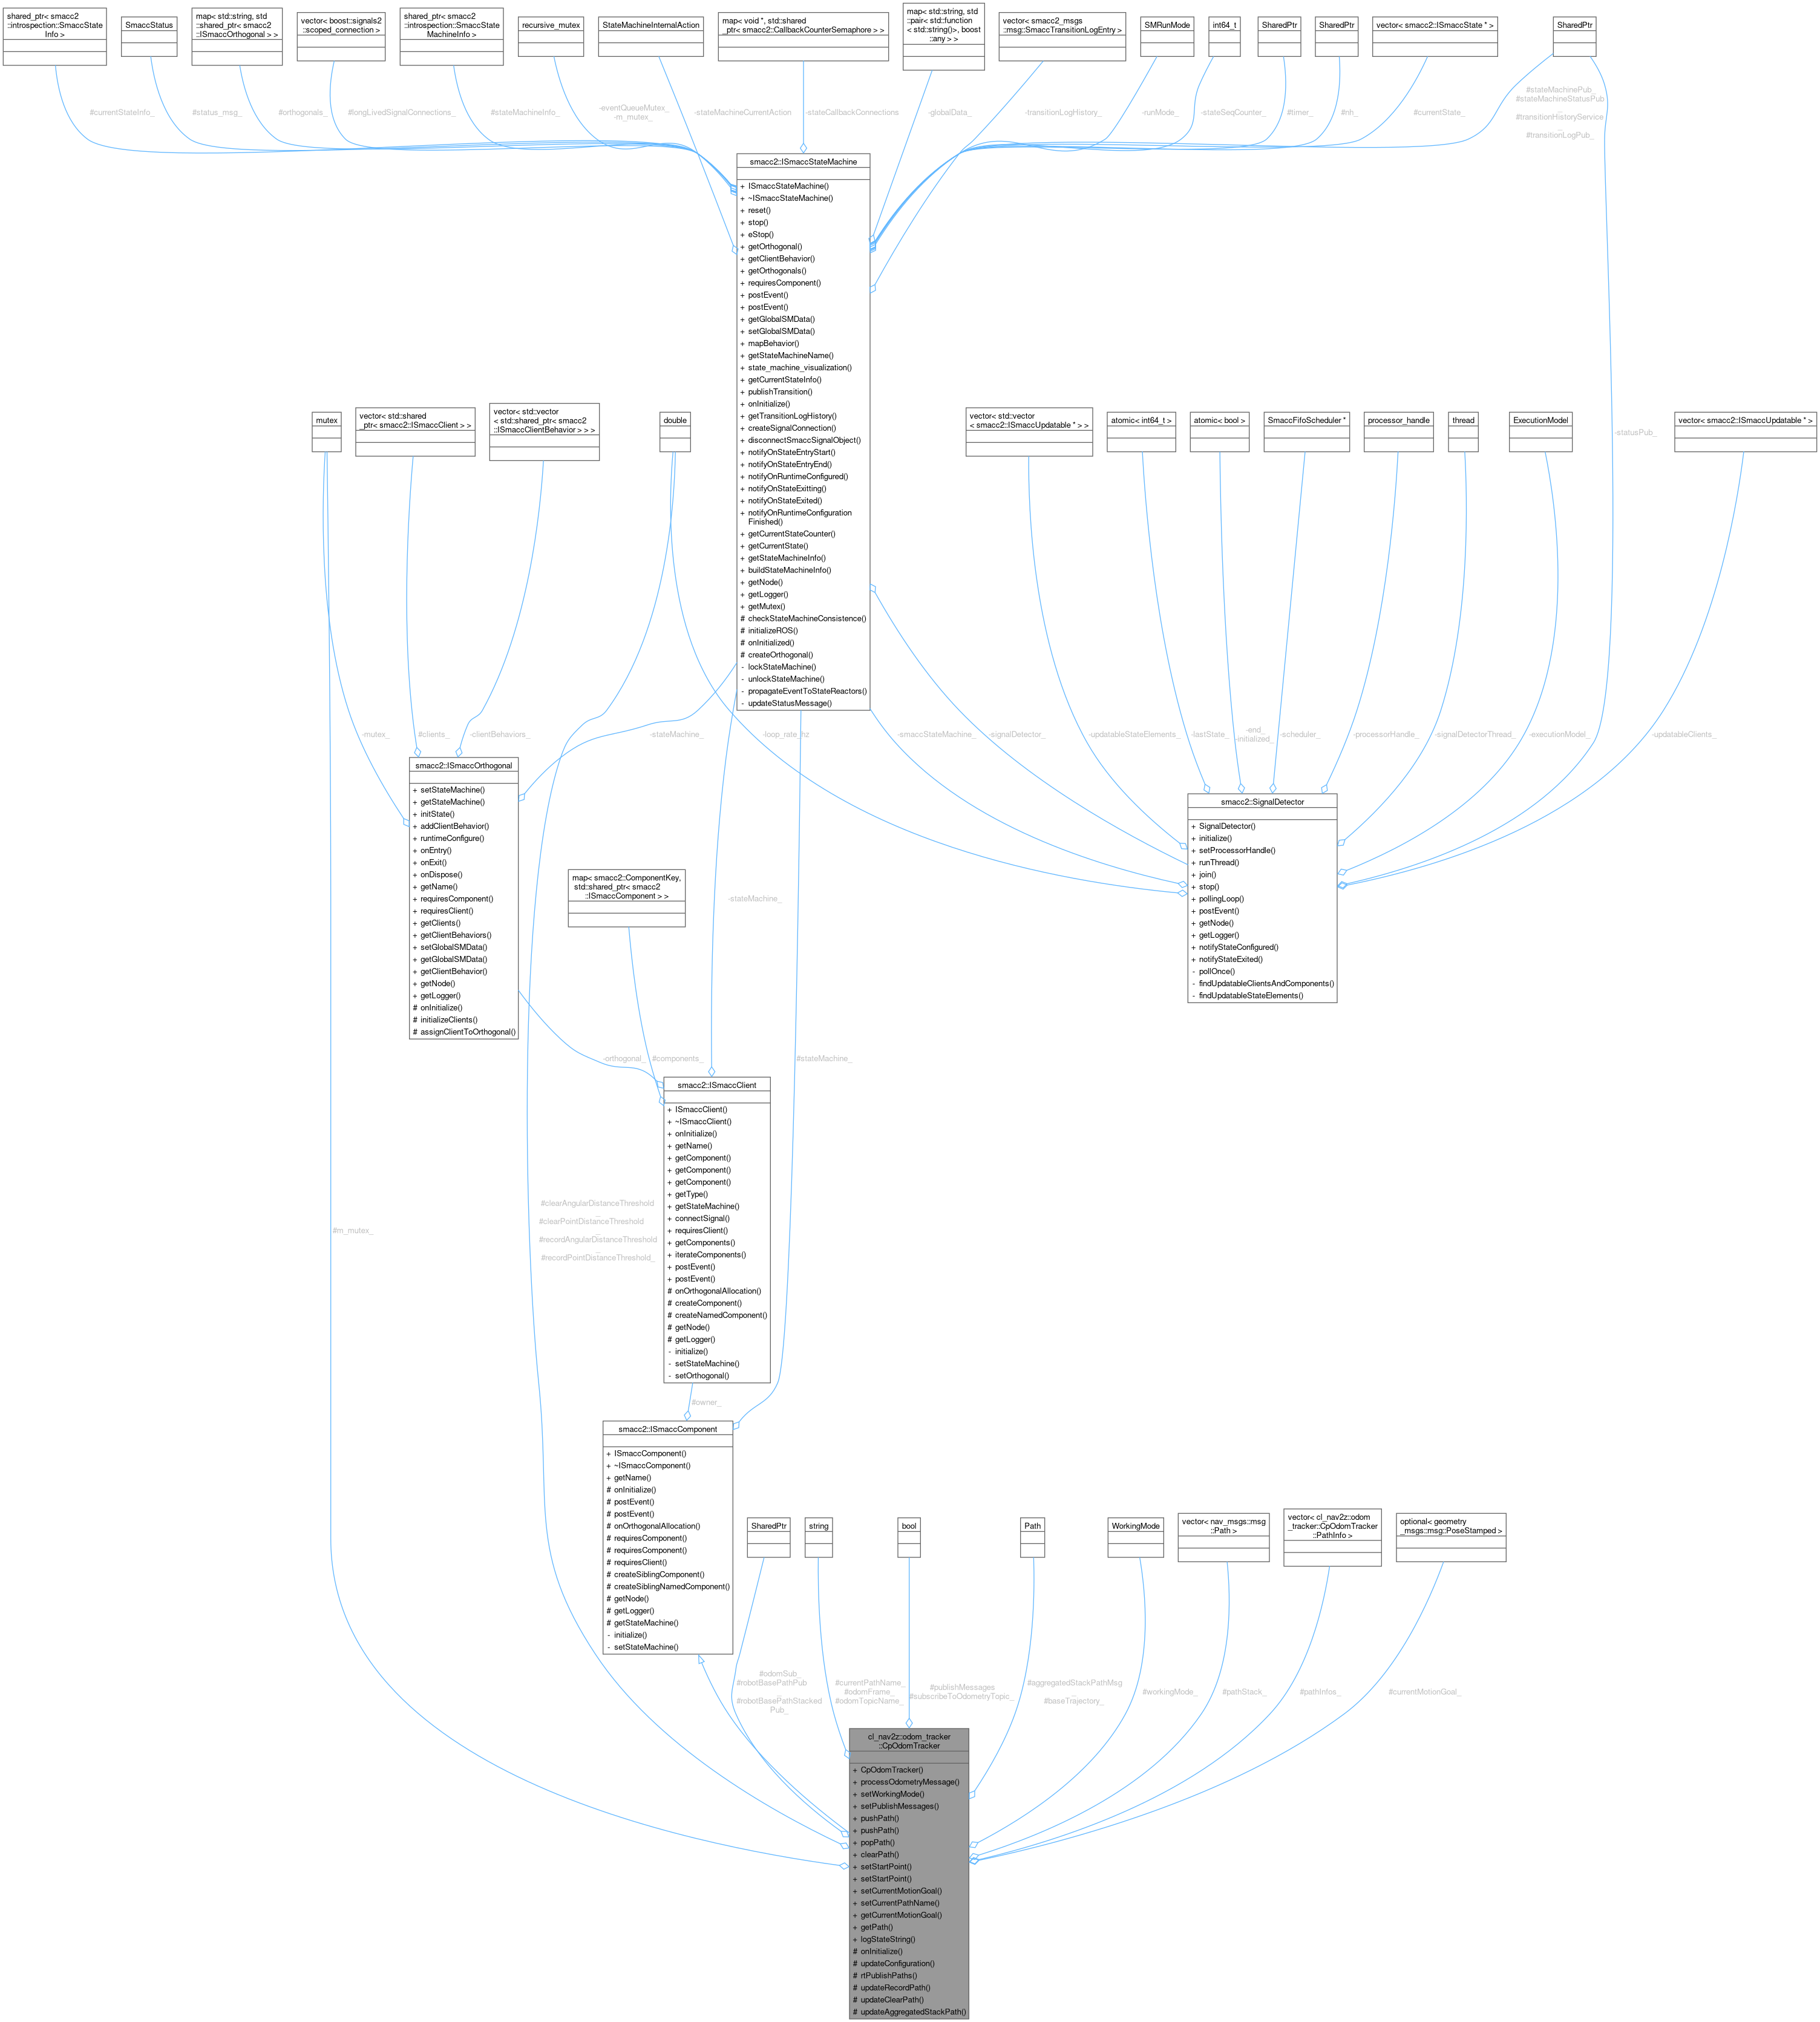 shared_ptr< smacc2
::introspection::SmaccState
Info >
SmaccStatus
map< std::string, std
::shared_ptr< smacc2
::ISmaccOrthogonal > >
vector< boost::signals2
::scoped_connection >
shared_ptr< smacc2
::introspection::SmaccState
MachineInfo >
recursive_mutex
StateMachineInternalAction
map< void *, std::shared
_ptr< smacc2::CallbackCounterSemaphore > >
map< std::string, std
::pair< std::function
< std::string()>, boost
::any > >
vector< smacc2_msgs
::msg::SmaccTransitionLogEntry >
SMRunMode
int64_t
SharedPtr
SharedPtr
vector< smacc2::ISmaccState * >
SharedPtr
#currentStateInfo_
#status_msg_
#orthogonals_
#longLivedSignalConnections_
#stateMachineInfo_
-eventQueueMutex_
-m_mutex_
-stateMachineCurrentAction
-stateCallbackConnections
-globalData_
-transitionLogHistory_
-runMode_
-stateSeqCounter_
#timer_
#nh_
#currentState_
#stateMachinePub_
#stateMachineStatusPub
_
#transitionHistoryService
_
#transitionLogPub_
smacc2::ISmaccStateMachine
+ ISmaccStateMachine()
+ ~ISmaccStateMachine()
+ reset()
+ stop()
+ eStop()
+ getOrthogonal()
+ getClientBehavior()
+ getOrthogonals()
+ requiresComponent()
+ postEvent()
+ postEvent()
+ getGlobalSMData()
+ setGlobalSMData()
+ mapBehavior()
+ getStateMachineName()
+ state_machine_visualization()
+ getCurrentStateInfo()
+ publishTransition()
+ onInitialize()
+ getTransitionLogHistory()
+ createSignalConnection()
+ disconnectSmaccSignalObject()
+ notifyOnStateEntryStart()
+ notifyOnStateEntryEnd()
+ notifyOnRuntimeConfigured()
+ notifyOnStateExitting()
+ notifyOnStateExited()
+ notifyOnRuntimeConfiguration
Finished()
+ getCurrentStateCounter()
+ getCurrentState()
+ getStateMachineInfo()
+ buildStateMachineInfo()
+ getNode()
+ getLogger()
+ getMutex()
# checkStateMachineConsistence()
# initializeROS()
# onInitialized()
# createOrthogonal()
- lockStateMachine()
- unlockStateMachine()
- propagateEventToStateReactors()
- updateStatusMessage()
mutex
vector< std::shared
_ptr< smacc2::ISmaccClient > >
vector< std::vector
< std::shared_ptr< smacc2
::ISmaccClientBehavior > > >
double
vector< std::vector
< smacc2::ISmaccUpdatable * > >
atomic< int64_t >
atomic< bool >
SmaccFifoScheduler *
processor_handle
thread
ExecutionModel
-statusPub_
vector< smacc2::ISmaccUpdatable * >
-mutex_
#clients_
-clientBehaviors_
-stateMachine_
-loop_rate_hz
-smaccStateMachine_
-signalDetector_
-updatableStateElements_
-lastState_
-end_
-initialized_
-scheduler_
-processorHandle_
-signalDetectorThread_
-executionModel_
-updatableClients_
smacc2::ISmaccOrthogonal
+ setStateMachine()
+ getStateMachine()
+ initState()
+ addClientBehavior()
+ runtimeConfigure()
+ onEntry()
+ onExit()
+ onDispose()
+ getName()
+ requiresComponent()
+ requiresClient()
+ getClients()
+ getClientBehaviors()
+ setGlobalSMData()
+ getGlobalSMData()
+ getClientBehavior()
+ getNode()
+ getLogger()
# onInitialize()
# initializeClients()
# assignClientToOrthogonal()
smacc2::SignalDetector
+ SignalDetector()
+ initialize()
+ setProcessorHandle()
+ runThread()
+ join()
+ stop()
+ pollingLoop()
+ postEvent()
+ getNode()
+ getLogger()
+ notifyStateConfigured()
+ notifyStateExited()
- pollOnce()
- findUpdatableClientsAndComponents()
- findUpdatableStateElements()
map< smacc2::ComponentKey,
std::shared_ptr< smacc2
::ISmaccComponent > >
-stateMachine_
-orthogonal_
#components_
#stateMachine_
smacc2::ISmaccClient
+ ISmaccClient()
+ ~ISmaccClient()
+ onInitialize()
+ getName()
+ getComponent()
+ getComponent()
+ getComponent()
+ getType()
+ getStateMachine()
+ connectSignal()
+ requiresClient()
+ getComponents()
+ iterateComponents()
+ postEvent()
+ postEvent()
# onOrthogonalAllocation()
# createComponent()
# createNamedComponent()
# getNode()
# getLogger()
- initialize()
- setStateMachine()
- setOrthogonal()
#m_mutex_
#clearAngularDistanceThreshold
_
#clearPointDistanceThreshold
_
#recordAngularDistanceThreshold
_
#recordPointDistanceThreshold_
#owner_
smacc2::ISmaccComponent
+ ISmaccComponent()
+ ~ISmaccComponent()
+ getName()
# onInitialize()
# postEvent()
# postEvent()
# onOrthogonalAllocation()
# requiresComponent()
# requiresComponent()
# requiresClient()
# createSiblingComponent()
# createSiblingNamedComponent()
# getNode()
# getLogger()
# getStateMachine()
- initialize()
- setStateMachine()
SharedPtr
string
bool
Path
WorkingMode
vector< nav_msgs::msg
::Path >
vector< cl_nav2z::odom
_tracker::CpOdomTracker
::PathInfo >
optional< geometry
_msgs::msg::PoseStamped >
#odomSub_
#robotBasePathPub
_
#robotBasePathStacked
Pub_
#currentPathName_
#odomFrame_
#odomTopicName_
#publishMessages
#subscribeToOdometryTopic_
#aggregatedStackPathMsg
_
#baseTrajectory_
#workingMode_
#pathStack_
#pathInfos_
#currentMotionGoal_
cl_nav2z::odom_tracker
::CpOdomTracker
+ CpOdomTracker()
+ processOdometryMessage()
+ setWorkingMode()
+ setPublishMessages()
+ pushPath()
+ pushPath()
+ popPath()
+ clearPath()
+ setStartPoint()
+ setStartPoint()
+ setCurrentMotionGoal()
+ setCurrentPathName()
+ getCurrentMotionGoal()
+ getPath()
+ logStateString()
# onInitialize()
# updateConfiguration()
# rtPublishPaths()
# updateRecordPath()
# updateClearPath()
# updateAggregatedStackPath()